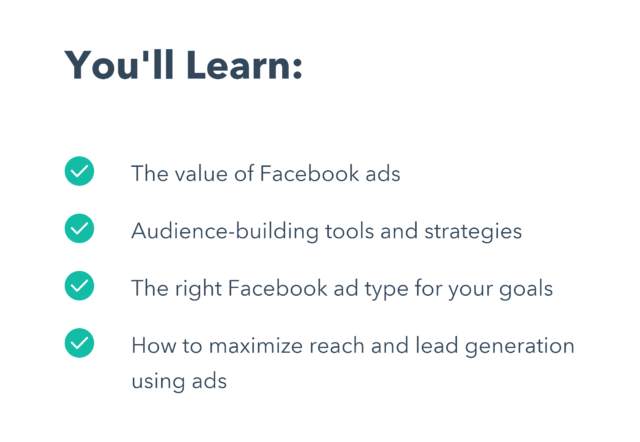 You'll Learn:
The value of Facebook ads
Audience-building tools and strategies
The right Facebook ad type for your goals
How to maximize reach and lead generation
using ads